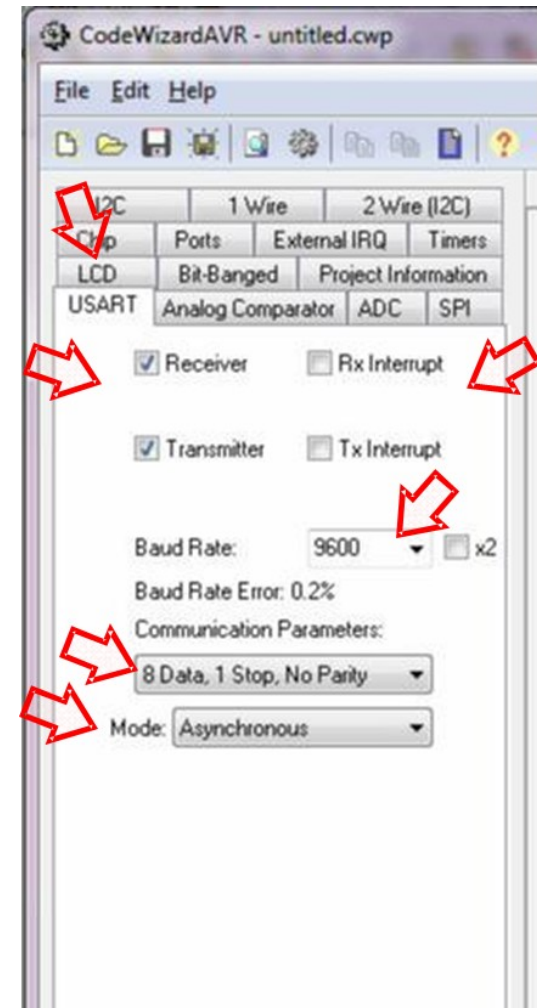 CodeWizardAVR - untitled.cwp
File Edit Help
I2C 1 Wire 2 Wire (I2C)
Chip Ports External IRQ Timers
LCD Bit-Banged Project Information
USART Analog Comparator ADC SPI
Receiver Rx Interrupt
Transmitter Tx Interrupt
Baud Rate: 9600 x2
Baud Rate Error: 0.2%
Communication Parameters:
8 Data, 1 Stop, No Parity
Mode: Asynchronous